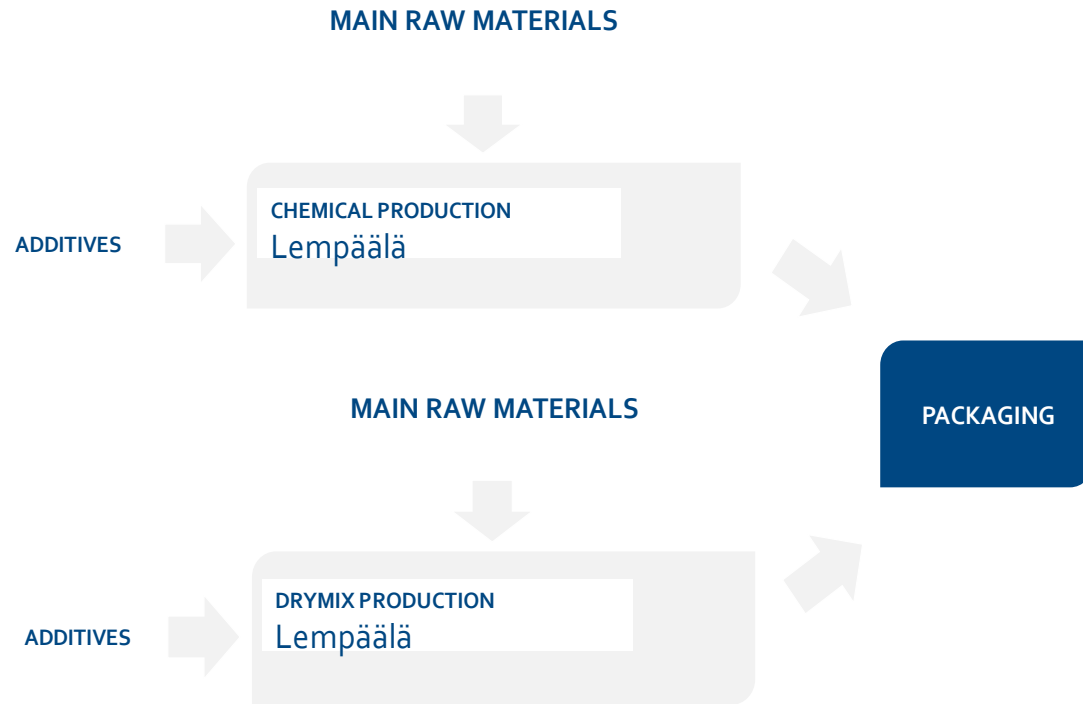 MAIN RAW MATERIALS
CHEMICAL PRODUCTION
Lempäälä
ADDITIVES
MAIN RAW MATERIALS
PACKAGING
DRYMIX PRODUCTION
Lempäälä
ADDITIVES